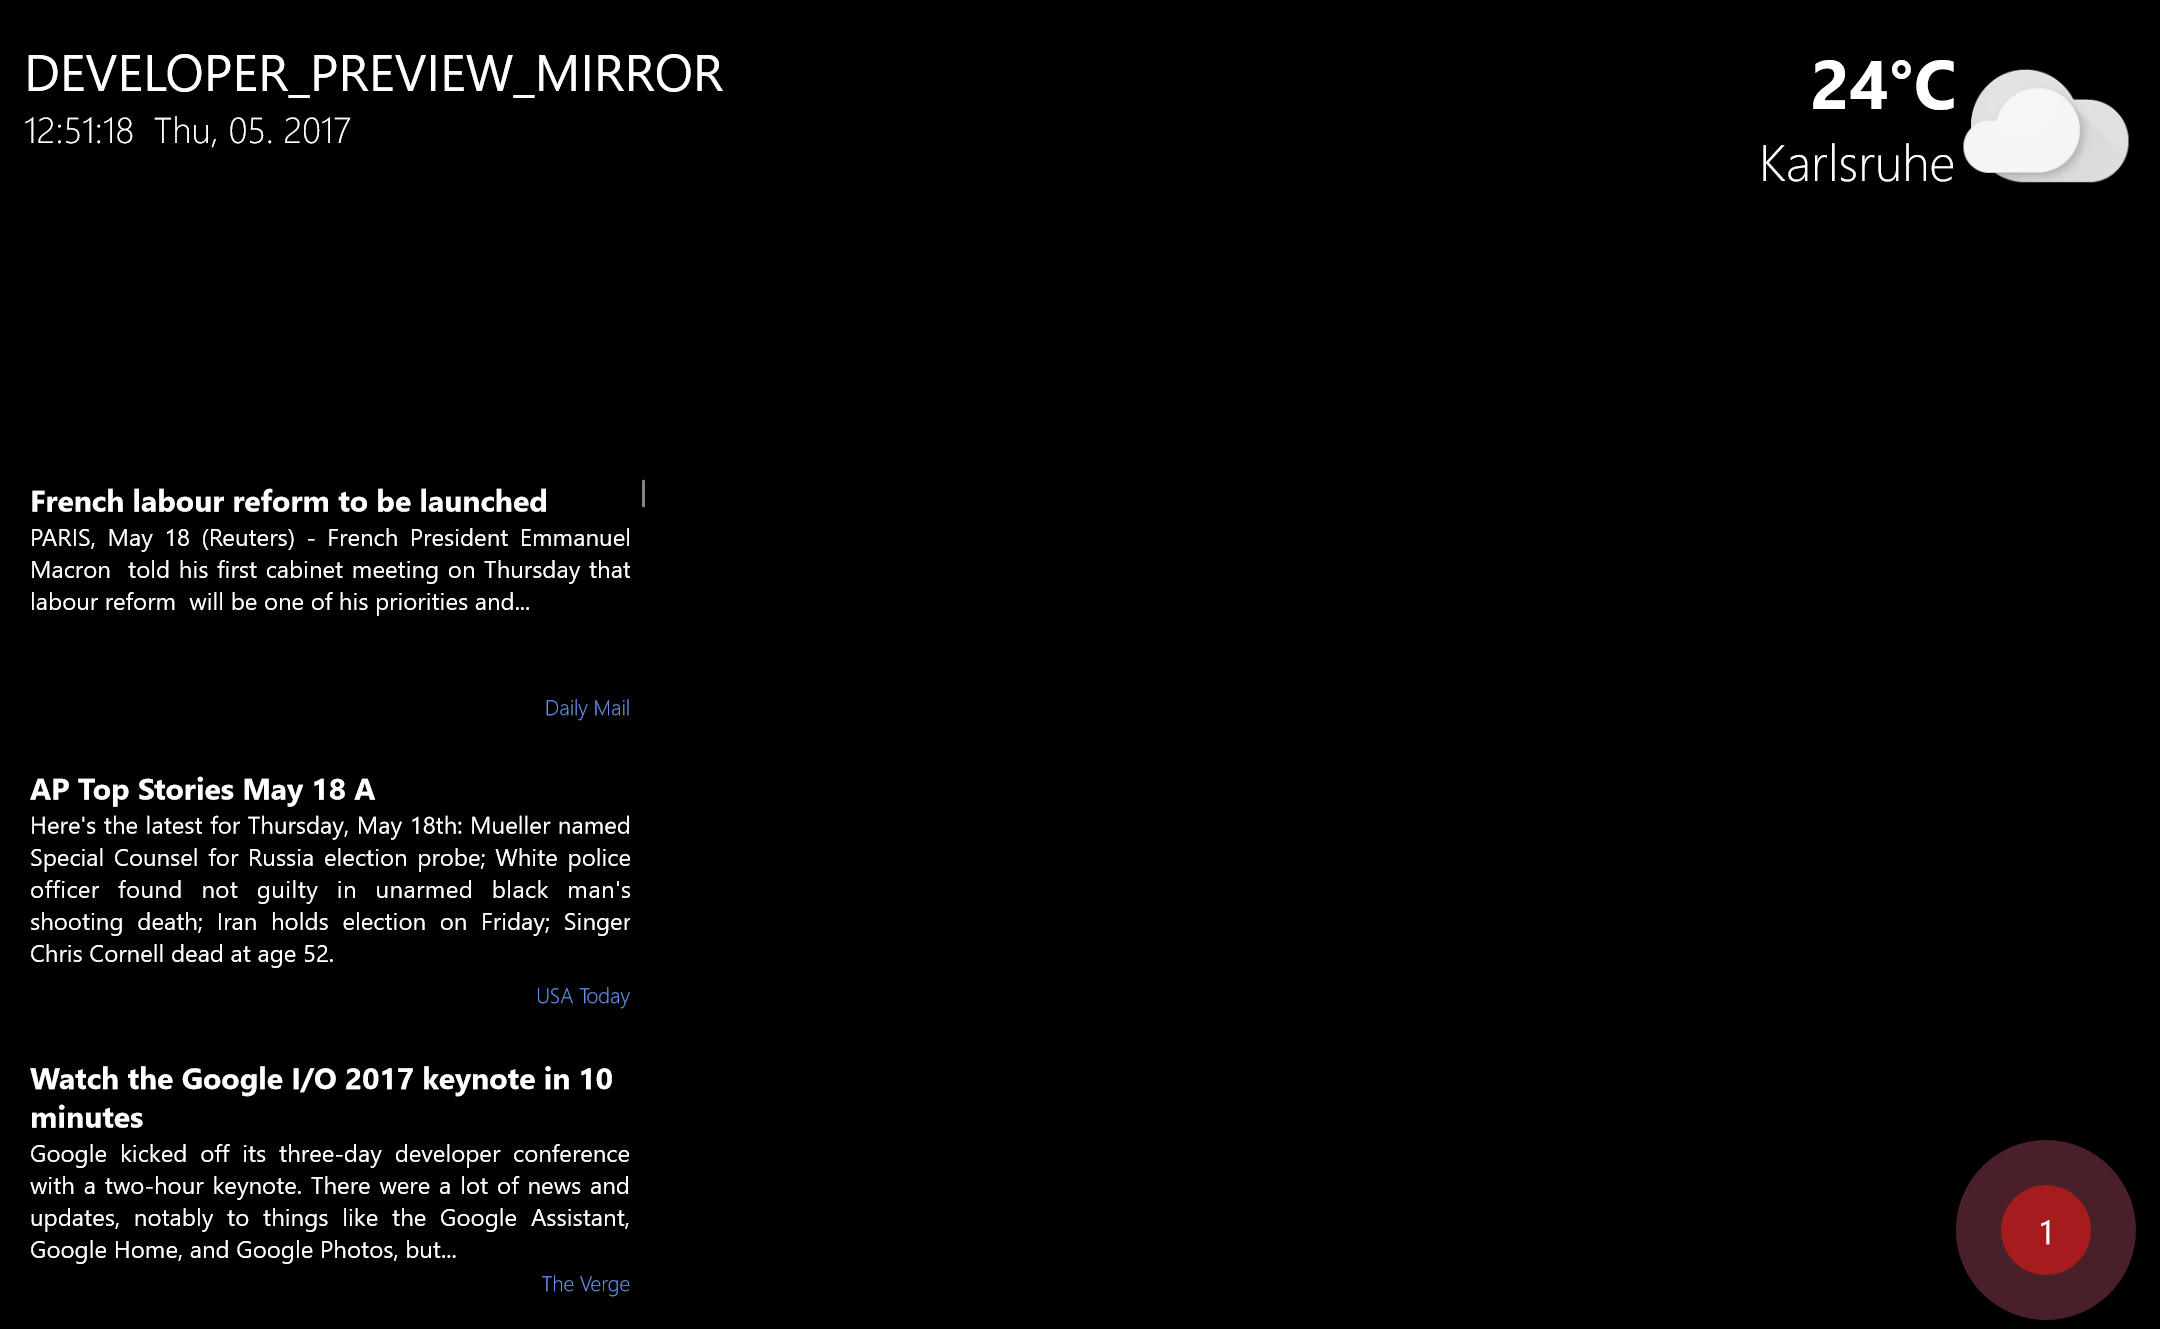 DEVELOPER_PREVIEW_MIRROR
12:51:18 Thu, 05. 2017
24°C
Karlsruhe
French labour reform to be launched
PARIS, May 18 (Reuters) - French President Emmanuel
Macron told his first cabinet meeting on Thursday that
labour reform will be one of his priorities and...
Daily Mail
AP Top Stories May 18 A
Here's the latest for Thursday, May 18th: Mueller named
Special Counsel for Russia election probe; White police
officer found not guilty in unarmed black man's
shooting death; Iran holds election on Friday; Singer
Chris Cornell dead at age 52.
USA Today
Watch the Google I/O 2017 keynote in 10
minutes
Google kicked off its three-day developer conference
with a two-hour keynote. There were a lot of news and
updates, notably to things like the Google Assistant,
Google Home, and Google Photos, but...
The Verge
1